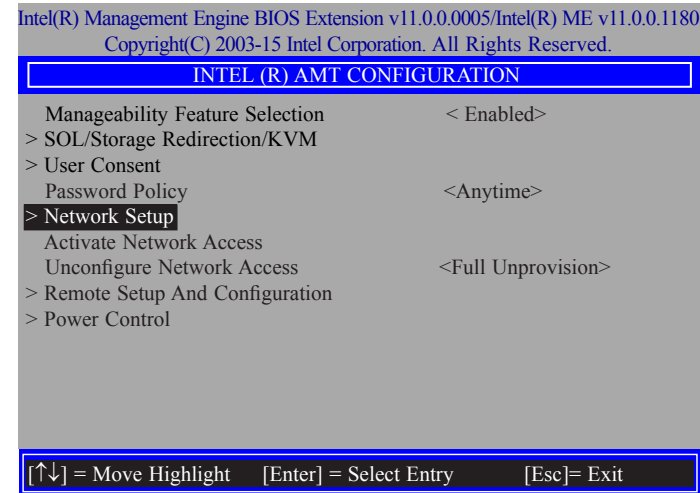 Intel(R) Management Engine BIOS Extension v11.0.0.0005/Intel(R) ME v11.0.0.1180
Copyright(C) 2003-15 Intel Corporation. All Rights Reserved.
INTEL (R) AMT CONFIGURATION
Manageability Feature Selection < Enabled>
> SOL/Storage Redirection/KVM
> User Consent
Password Policy <Anytime>
> Network Setup
Activate Network Access
Unconfigure Network Access <Full Unprovision>
> Remote Setup And Configuration
> Power Control
[↑↓] = Move Highlight [Enter] = Select Entry [Esc]= Exit